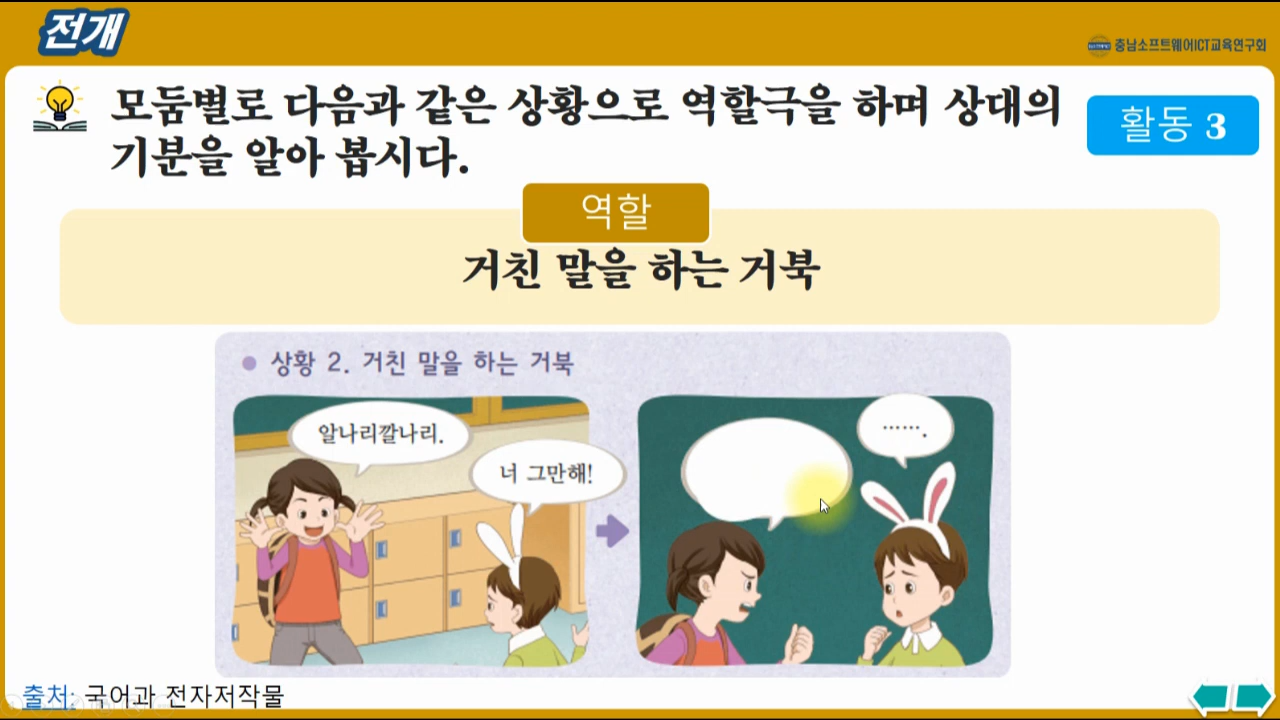 전개
충남소프트웨어ICT교육연구회
모둠별로 다음과 같은 상황으로 역할극을 하며 상대의
기분을 알아 봅시다.
활동 3
역할
거친 말을 하는 거북
상황 2. 거친 말을 하는 거북
알나리깔나리.
너 그만해!
…….
출처: 국어과 전자저작물